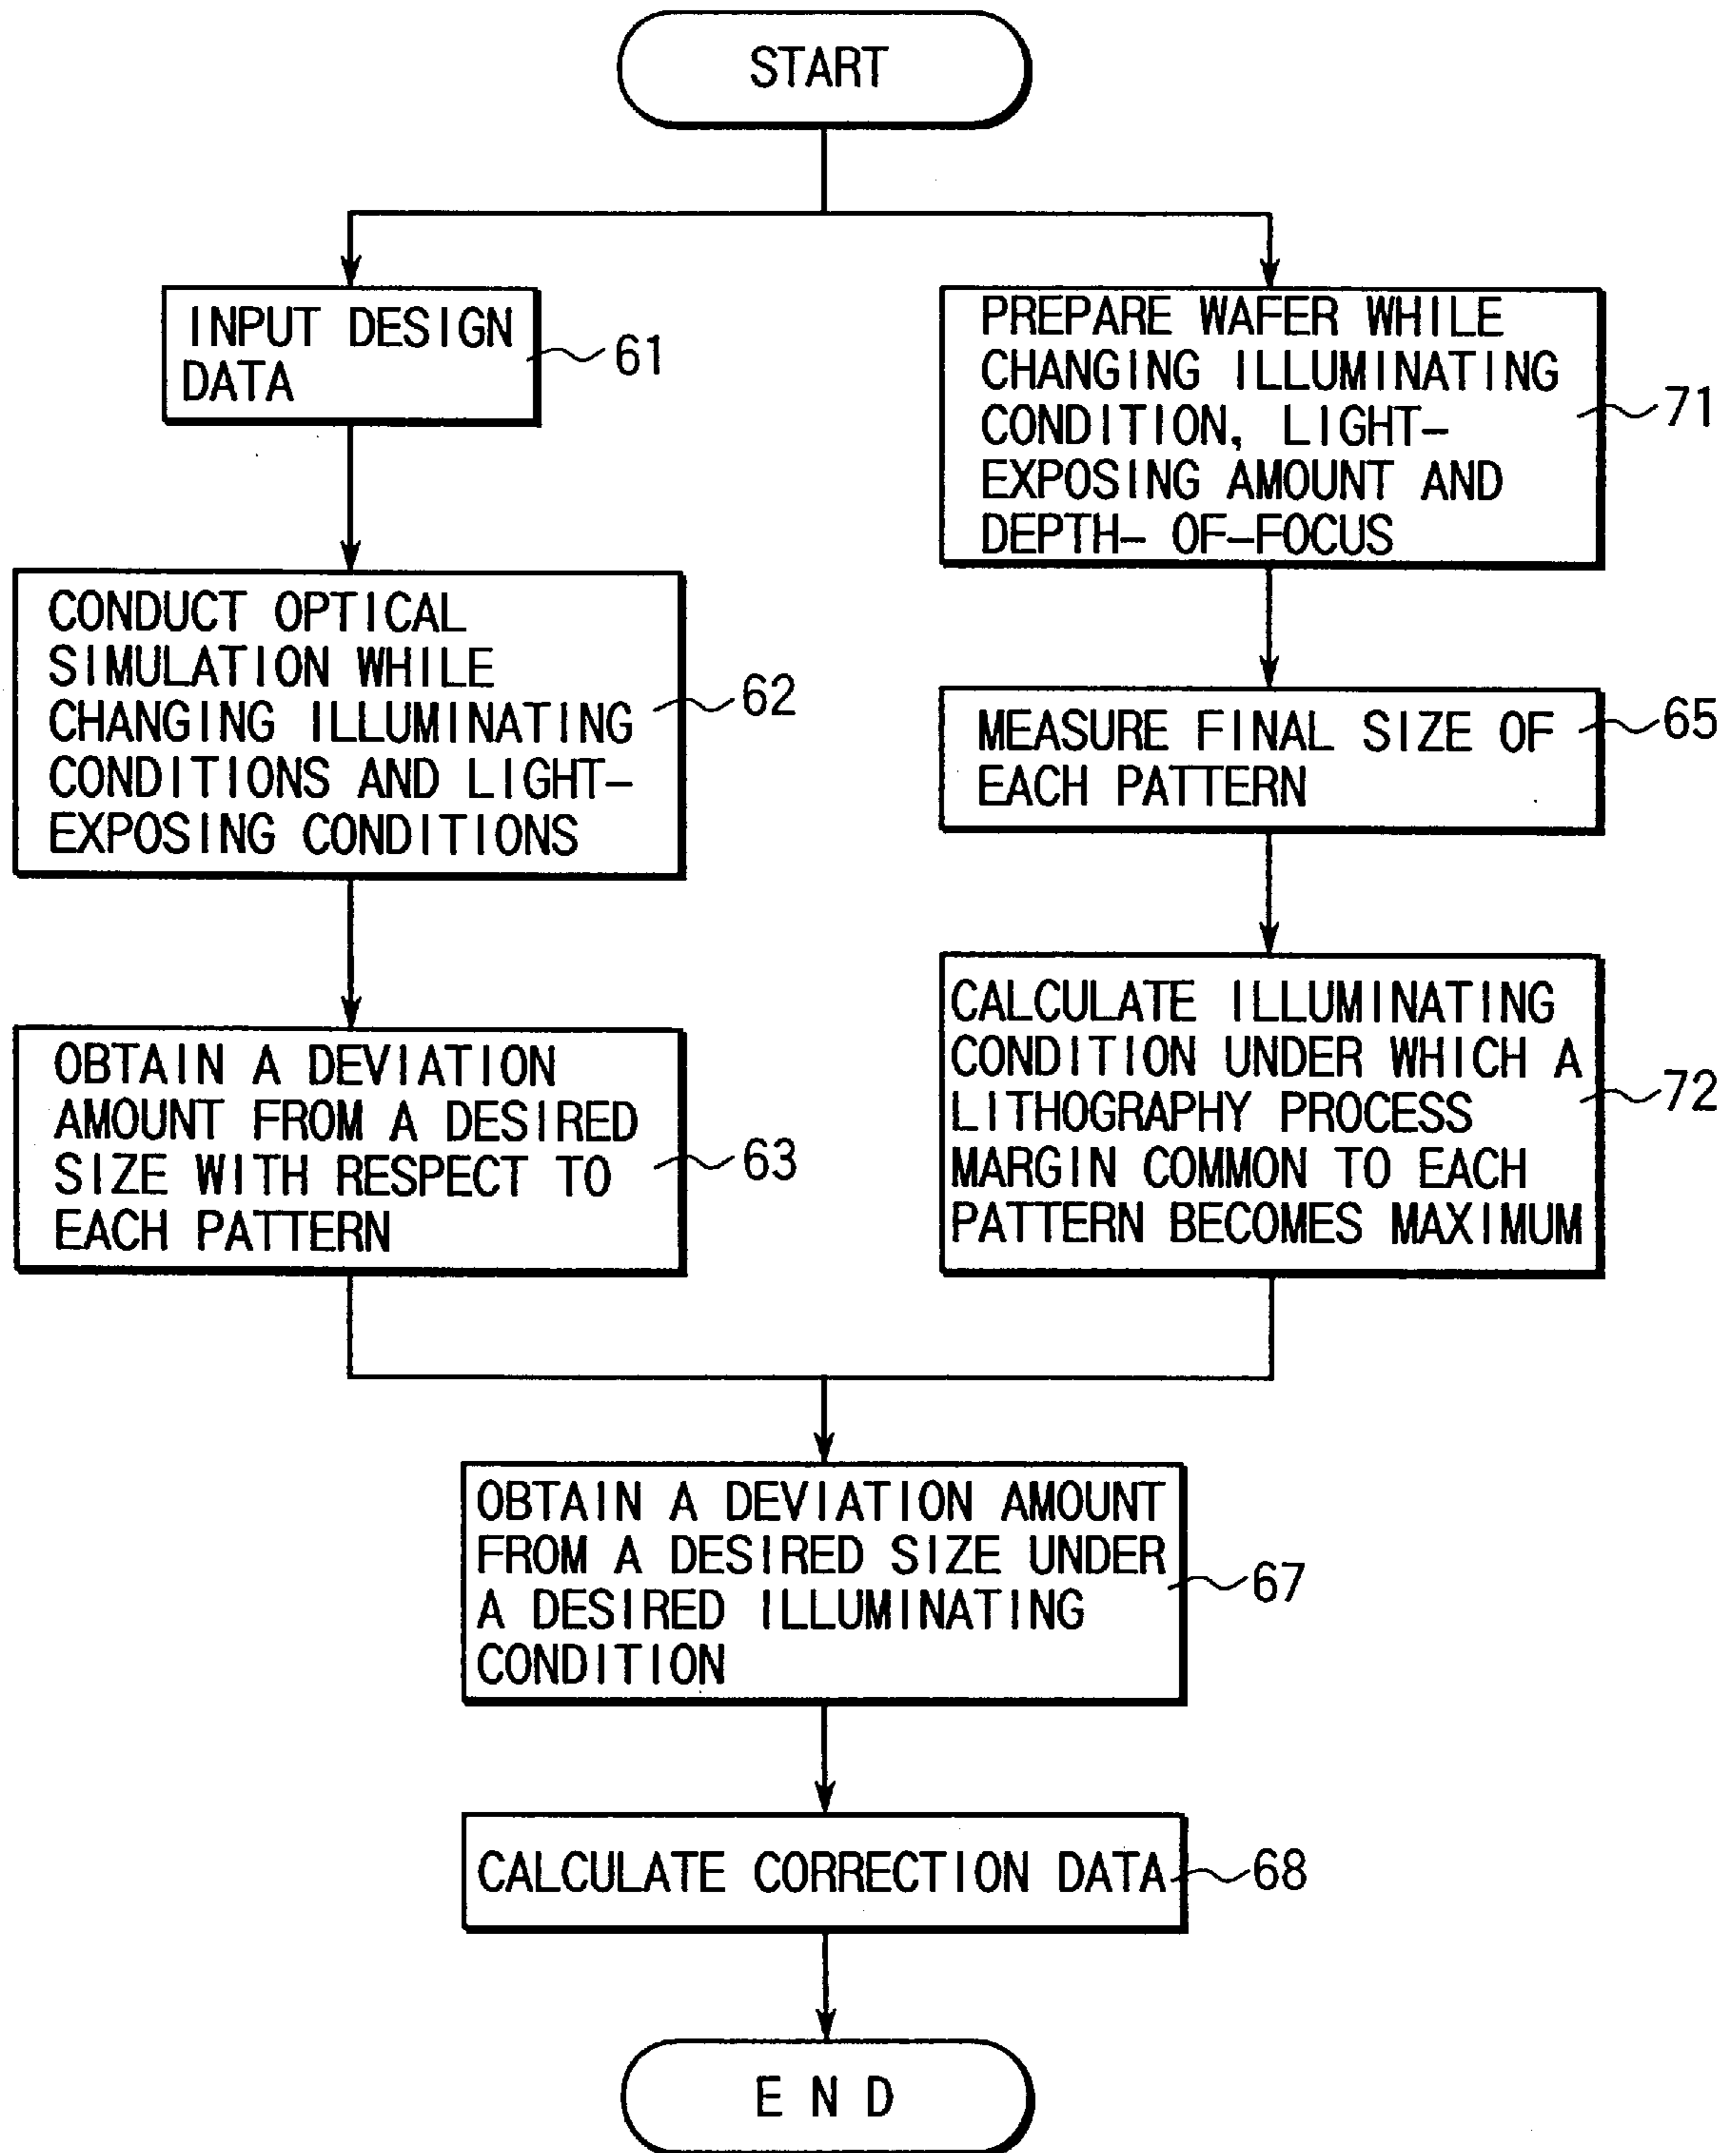 START
INPUT DESIGN
DATA
61
CONDUCT OPTICAL
SIMULATION WHILE
CHANGING ILLUMINATING
CONDITIONS AND LIGHT-
EXPOSING CONDITIONS
62
OBTAIN A DEVIATION
AMOUNT FROM A DESIRED
SIZE WITH RESPECT TO
EACH PATTERN
63
PREPARE WAFER WHILE
CHANGING ILLUMINATING
CONDITION, LIGHT-
EXPOSING AMOUNT AND
DEPTH- OF-FOCUS
71
MEASURE FINAL SIZE OF
EACH PATTERN
65
CALCULATE ILLUMINATING
CONDITION UNDER WHICH A
LITHOGRAPHY PROCESS
MARGIN COMMON TO EACH
PATTERN BECOMES MAXIMUM
72
OBTAIN A DEVIATION AMOUNT
FROM A DESIRED SIZE UNDER
A DESIRED ILLUMINATING
CONDITION
67
CALCULATE CORRECTION DATA
68
END